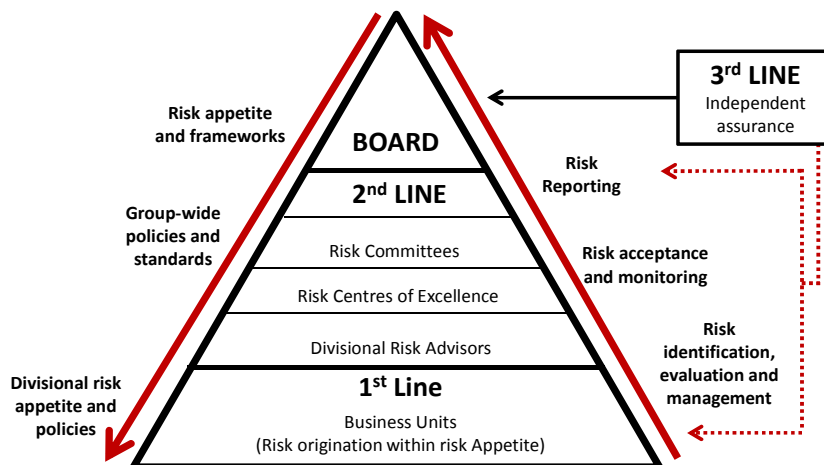 3rd LINE
Independent
assurance
Risk appetite
and frameworks
BOARD
Risk
Reporting
2nd LINE
Group-wide
policies and
standards
Risk Committees
Risk acceptance
and monitoring
Risk Centres of Excellence
Divisional Risk Advisors
Risk
identification,
evaluation and
management
Divisional risk
appetite and
policies
1st Line
Business Units
(Risk origination within risk Appetite)